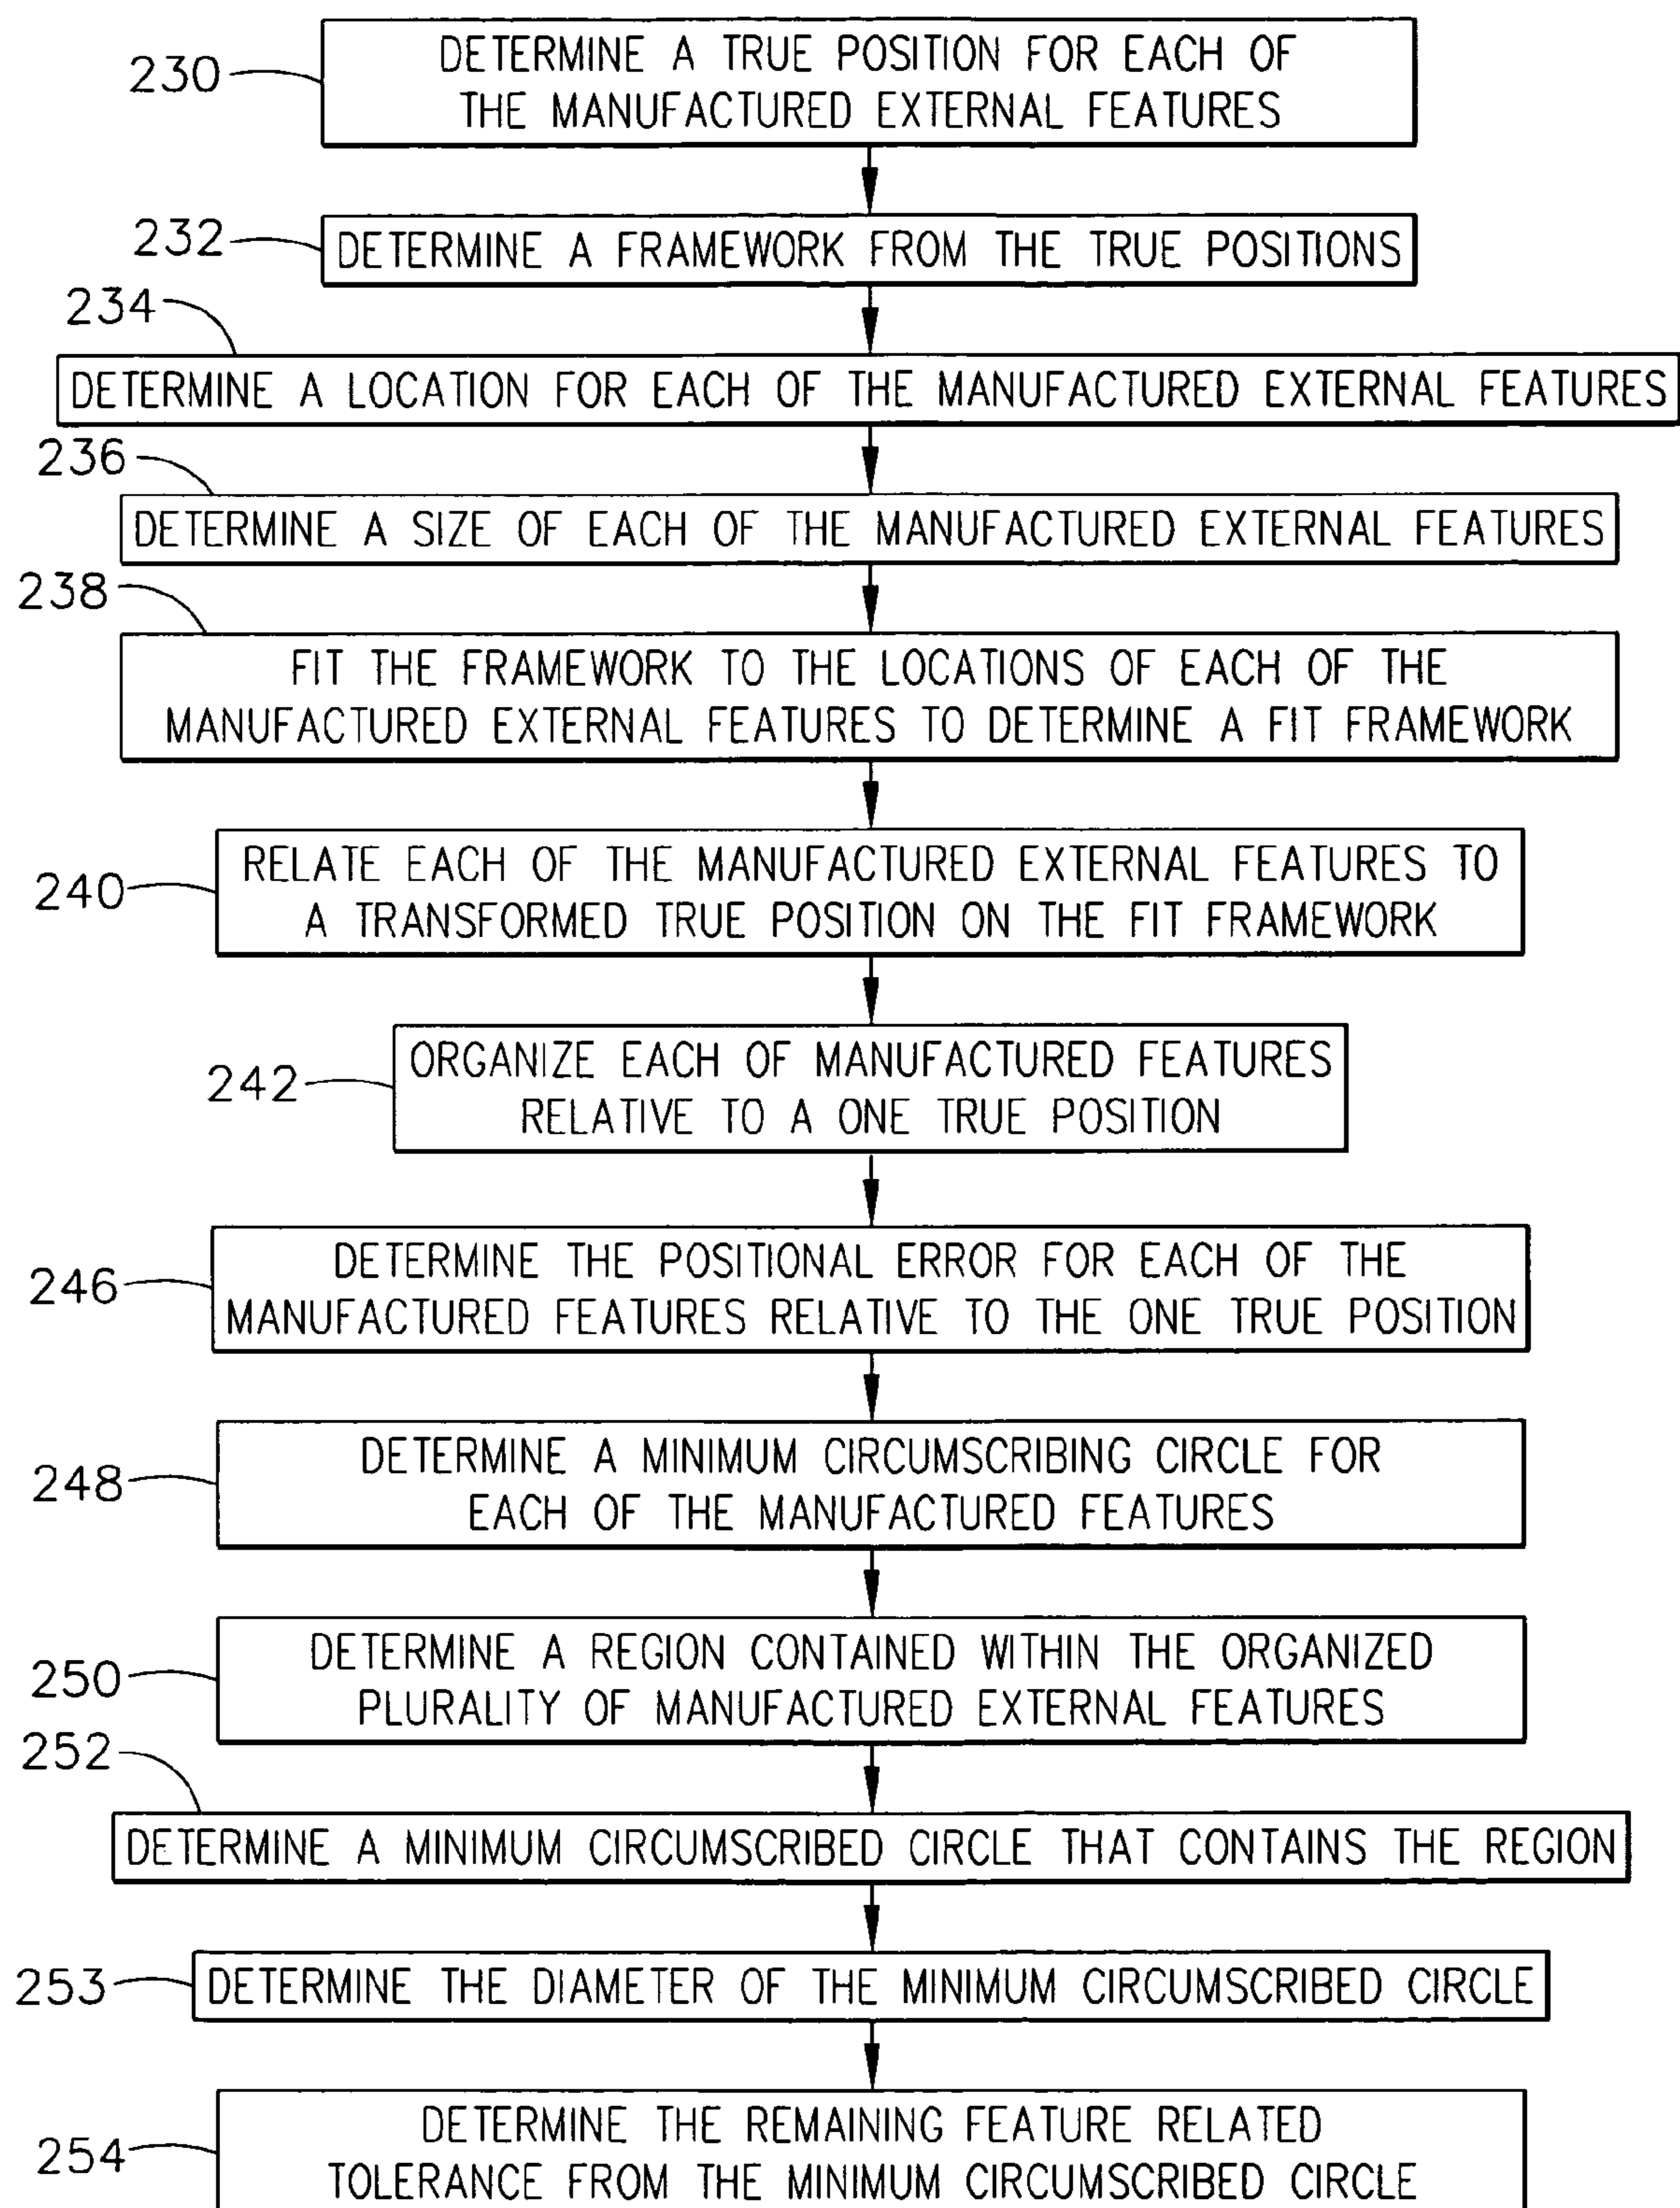 230
DETERMINE A TRUE POSITION FOR EACH OF
THE MANUFACTURED EXTERNAL FEATURES
232
DETERMINE A FRAMEWORK FROM THE TRUE POSITIONS
234
DETERMINE A LOCATION FOR EACH OF THE MANUFACTURED EXTERNAL FEATURES
236
DETERMINE A SIZE OF EACH OF THE MANUFACTURED EXTERNAL FEATURES
238
FIT THE FRAMEWORK TO THE LOCATIONS OF EACH OF THE
MANUFACTURED EXTERNAL FEATURES TO DETERMINE A FIT FRAMEWORK
240
RELATE EACH OF THE MANUFACTURED EXTERNAL FEATURES TO
A TRANSFORMED TRUE POSITION ON THE FIT FRAMEWORK
242
ORGANIZE EACH OF MANUFACTURED FEATURES
RELATIVE TO A ONE TRUE POSITION
246
DETERMINE THE POSITIONAL ERROR FOR EACH OF THE
MANUFACTURED FEATURES RELATIVE TO THE ONE TRUE POSITION
248
DETERMINE A MINIMUM CIRCUMSCRIBING CIRCLE FOR
EACH OF THE MANUFACTURED FEATURES
250
DETERMINE A REGION CONTAINED WITHIN THE ORGANIZED
PLURALITY OF MANUFACTURED EXTERNAL FEATURES
252
DETERMINE A MINIMUM CIRCUMSCRIBED CIRCLE THAT CONTAINS THE REGION
253
DETERMINE THE DIAMETER OF THE MINIMUM CIRCUMSCRIBED CIRCLE
254
DETERMINE THE REMAINING FEATURE RELATED
TOLERANCE FROM THE MINIMUM CIRCUMSCRIBED CIRCLE